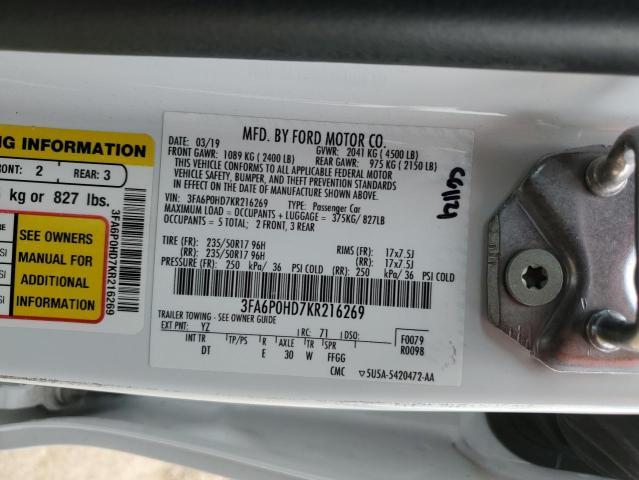 NG INFORMATION
FRONT: 2 REAR: 3
kg or 827 lbs.
SEE OWNERS
MANUAL FOR
ADDITIONAL
INFORMATION
3FA6P0HD7KR216269
MFD. BY FORD MOTOR CO.
DATE: 03/19 GVWR: 2041 KG (4500 LB)
FRONT GAWR: 1089 KG (2400 LB) REAR GAWR: 975 KG (2150 LB)
THIS VEHICLE CONFORMS TO ALL APPLICABLE FEDERAL MOTOR
VEHICLE SAFETY, BUMPER, AND THEFT PREVENTION STANDARDS
IN EFFECT ON THE DATE OF MANUFACTURE SHOWN ABOVE.
VIN: 3FA6P0HD7KR216269 TYPE: Passenger Car
MAXIMUM LOAD = OCCUPANTS + LUGGAGE = 375KG/827LB
OCCUPANTS = 5 TOTAL; 2 FRONT, 3 REAR
TIRE (FR): 235/50R17 96H RIMS (FR): 17x7.5J
(RR): 235/50R17 96H (RR): 17x7.5J
PRESSURE (FR): 250 kPa/ 36 PSI COLD (RR): 250 kPa/ 36 PSI COLD
3FA6P0HD7KR216269
TRAILER TOWING - SEE OWNER GUIDE
EXT PNT: YZ RC: 71 DSO: F0079
INT TR TP/PS R AXLE TR SPR R0098
DT E 30 W FFGG
CMC ▽5U5A-5420472-AA